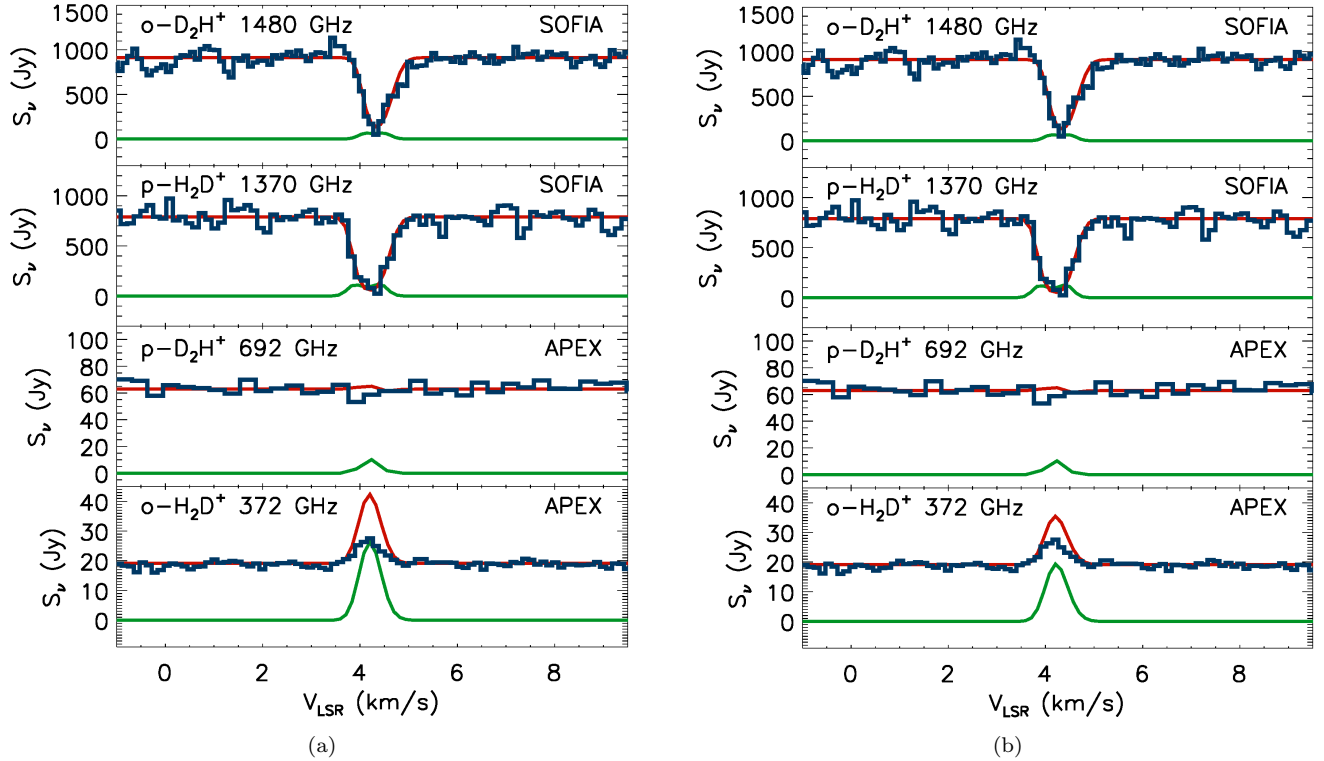 o-D₂H⁺ 1480 GHz SOFIA
1500
1000
500
0
Sν (Jy)
p-H₂D⁺ 1370 GHz SOFIA
1000
500
0
Sν (Jy)
p-D₂H⁺ 692 GHz APEX
100
80
60
40
20
0
Sν (Jy)
o-H₂D⁺ 372 GHz APEX
40
30
20
10
0
Sν (Jy)
0 2 4 6 8
V_LSR (km/s)
(a)
o-D₂H⁺ 1480 GHz SOFIA
1500
1000
500
0
Sν (Jy)
p-H₂D⁺ 1370 GHz SOFIA
1000
500
0
Sν (Jy)
p-D₂H⁺ 692 GHz APEX
100
80
60
40
20
0
Sν (Jy)
o-H₂D⁺ 372 GHz APEX
40
30
20
10
0
Sν (Jy)
0 2 4 6 8
V_LSR (km/s)
(b)